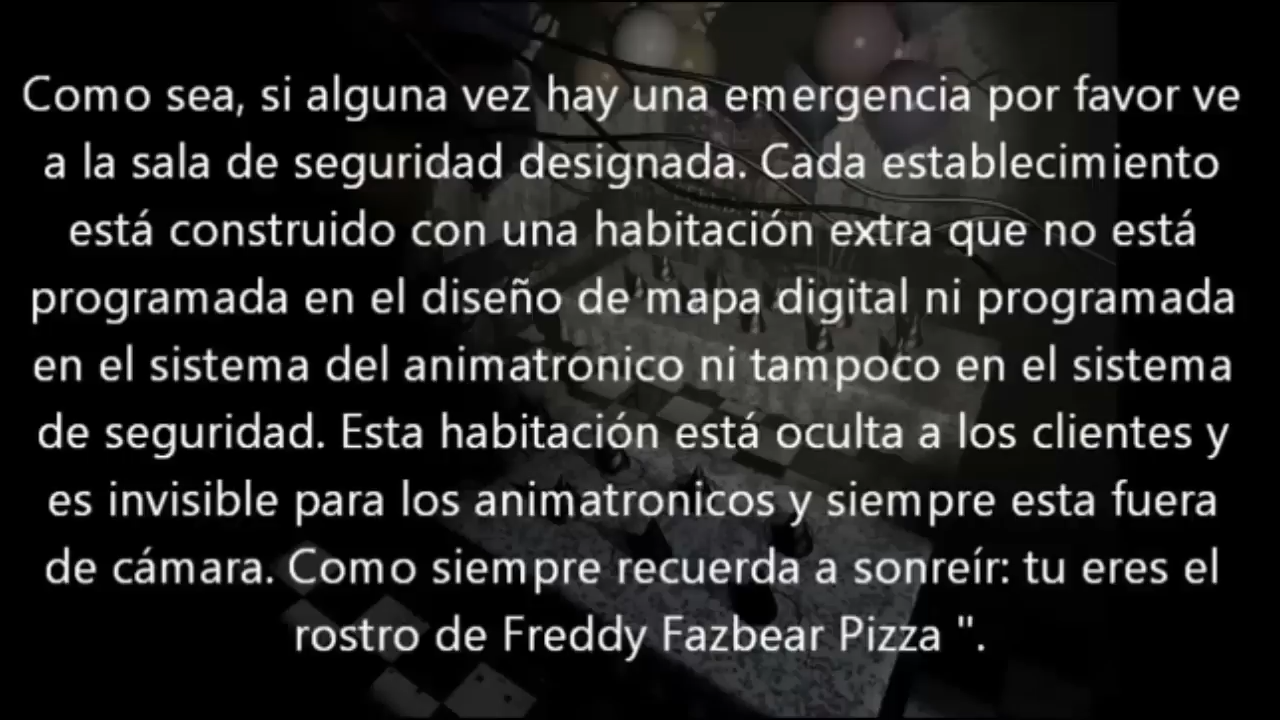 Como sea, si alguna vez hay una emergencia por favor ve
a la sala de seguridad designada. Cada establecimiento
está construido con una habitación extra que no está
programada en el diseño de mapa digital ni programada
en el sistema del animatronico ni tampoco en el sistema
de seguridad. Esta habitación está oculta a los clientes y
es invisible para los animatronicos y siempre esta fuera
de cámara. Como siempre recuerda a sonreír: tu eres el
rostro de Freddy Fazbear Pizza ".